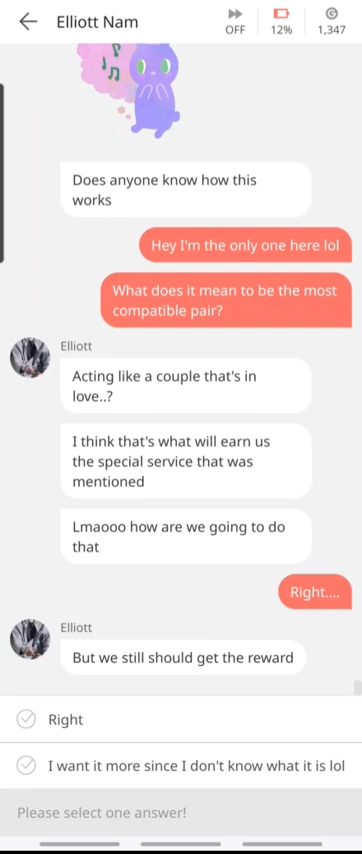 Elliott Nam
OFF
12%
1,347
Does anyone know how this
works
Hey I'm the only one here lol
What does it mean to be the most
compatible pair?
Elliott
Acting like a couple that's in
love..?
I think that's what will earn us
the special service that was
mentioned
Lmaooo how are we going to do
that
Right....
Elliott
But we still should get the reward
Right
I want it more since I don't know what it is lol
Please select one answer!